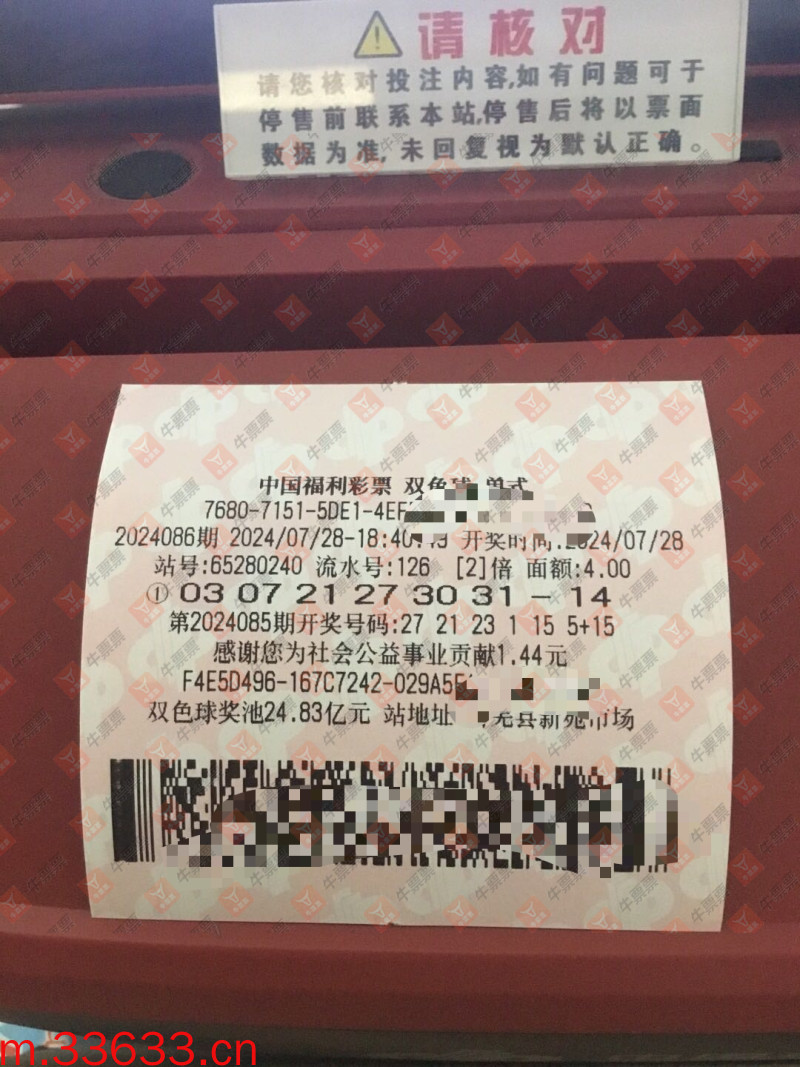 请核对
请您核对投注内容,如有问题可于
停售前联系本站,停售后将以票面
数据为准,未回复视为默认正确。
中国福利彩票 双色球 单式
7680-7151-5DE1-4EF
2024086期 2024/07/28-18:40: 开奖时间:2024/07/28
站号:65280240 流水号:126 [2]倍 面额:4.00
① 03 07 21 27 30 31 — 14
第2024085期开奖号码:27 21 23 1 15 5+15
感谢您为社会公益事业贡献1.44元
F4E5D496-167C7242-029A5
双色球奖池24.83亿元 站地址 县新苑市场
牛票票
m.33633.cn